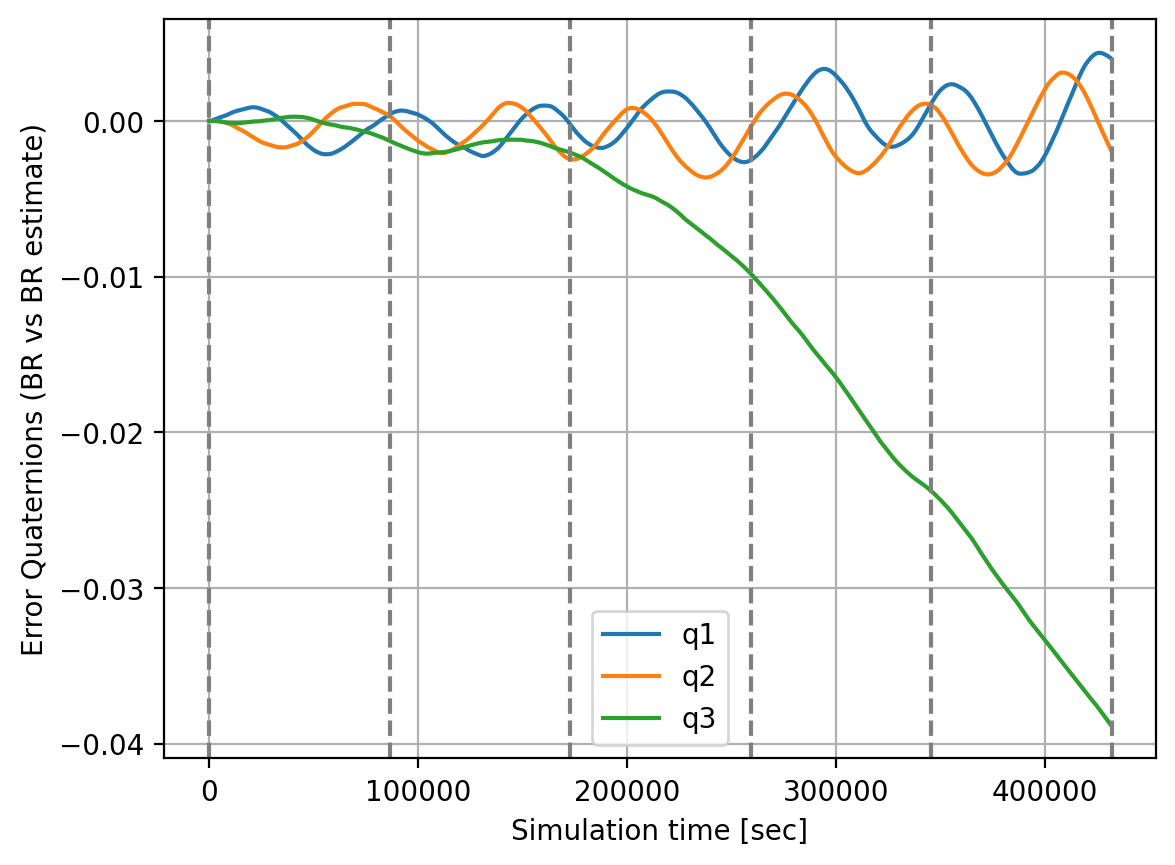 Error Quaternions (BR vs BR estimate)
0.00
−0.01
−0.02
−0.03
−0.04
q1
q2
q3
0 100000 200000 300000 400000
Simulation time [sec]